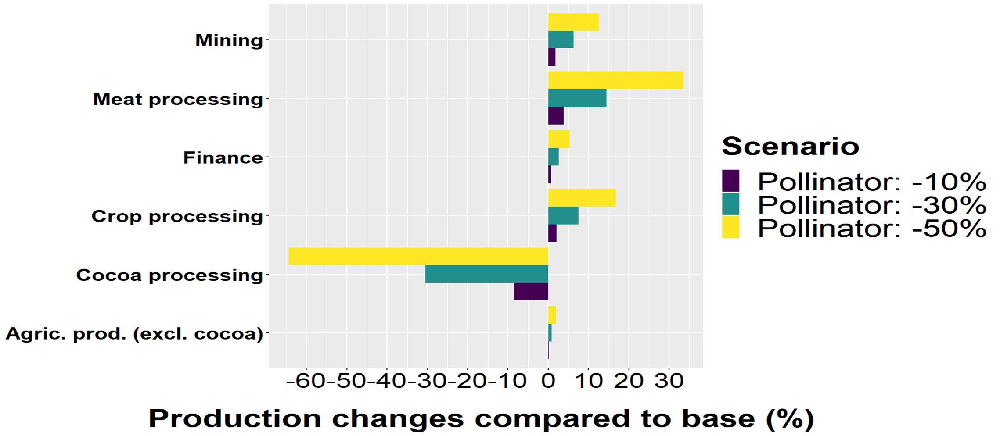 Mining
Meat processing
Finance
Crop processing
Cocoa processing
Agric. prod. (excl. cocoa)
-60 -50 -40 -30 -20 -10 0 10 20 30
Production changes compared to base (%)
Scenario
Pollinator: -10%
Pollinator: -30%
Pollinator: -50%